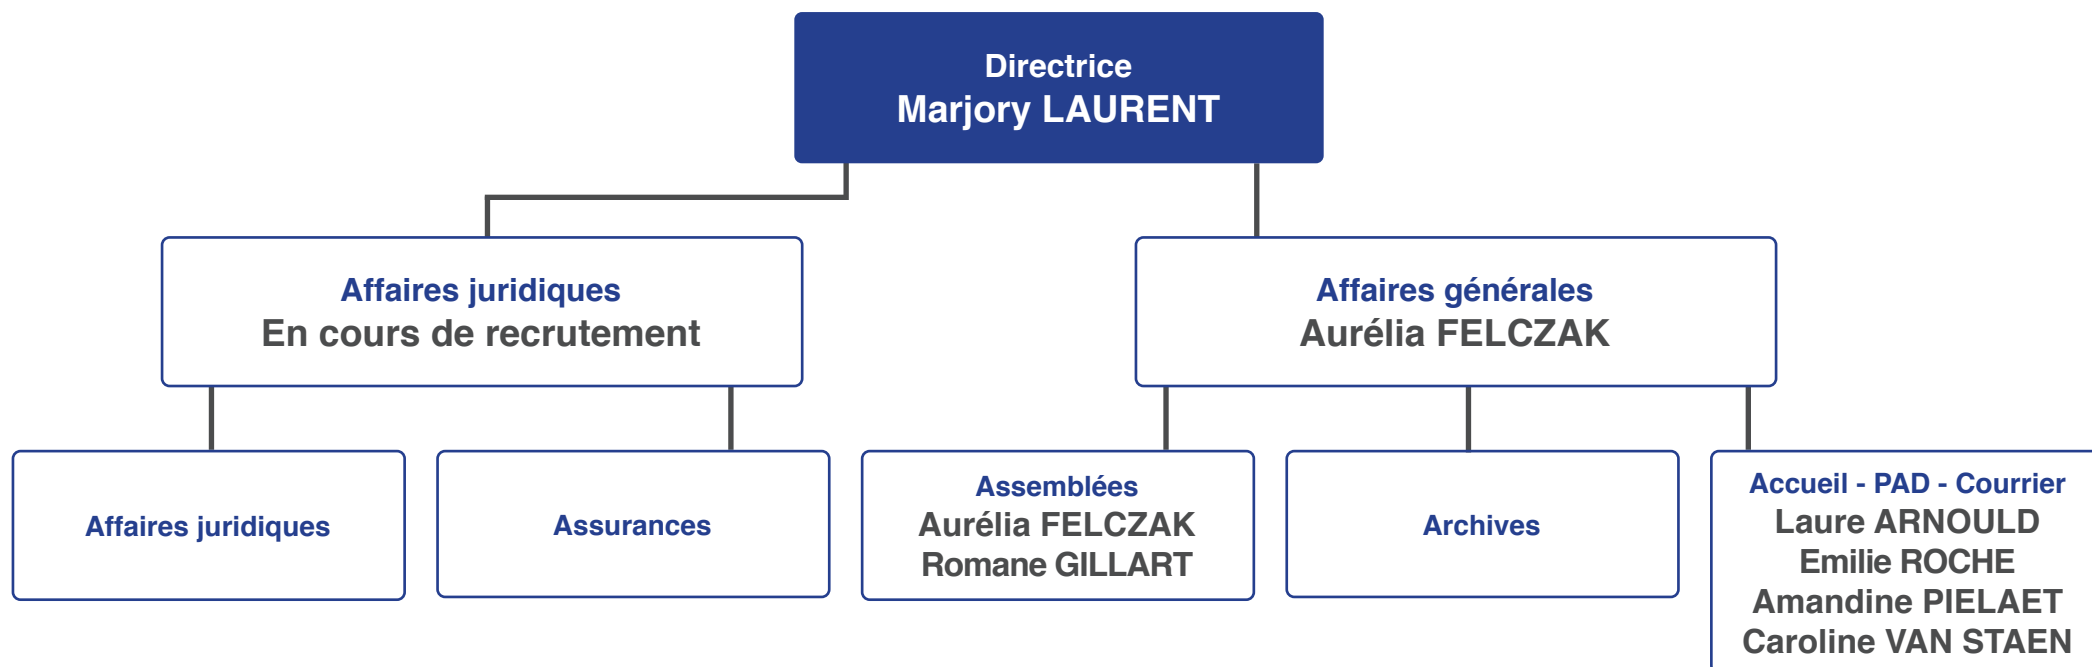 Directrice
Marjory LAURENT
Affaires juridiques
En cours de recrutement
Affaires générales
Aurélia FELCZAK
Affaires juridiques
Assurances
Assemblées
Aurélia FELCZAK
Romane GILLART
Archives
Accueil - PAD - Courrier
Laure ARNOULD
Emilie ROCHE
Amandine PIELAET
Caroline VAN STAEN